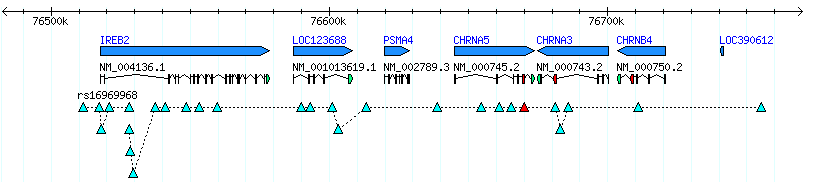 76500k 76600k 76700k
IREB2 LOC123688 PSMA4 CHRNA5 CHRNA3 CHRNB4 LOC390612
NM_004136.1 NM_001013619.1 NM_002789.3 NM_000745.2 NM_000743.2 NM_000750.2
rs16969968